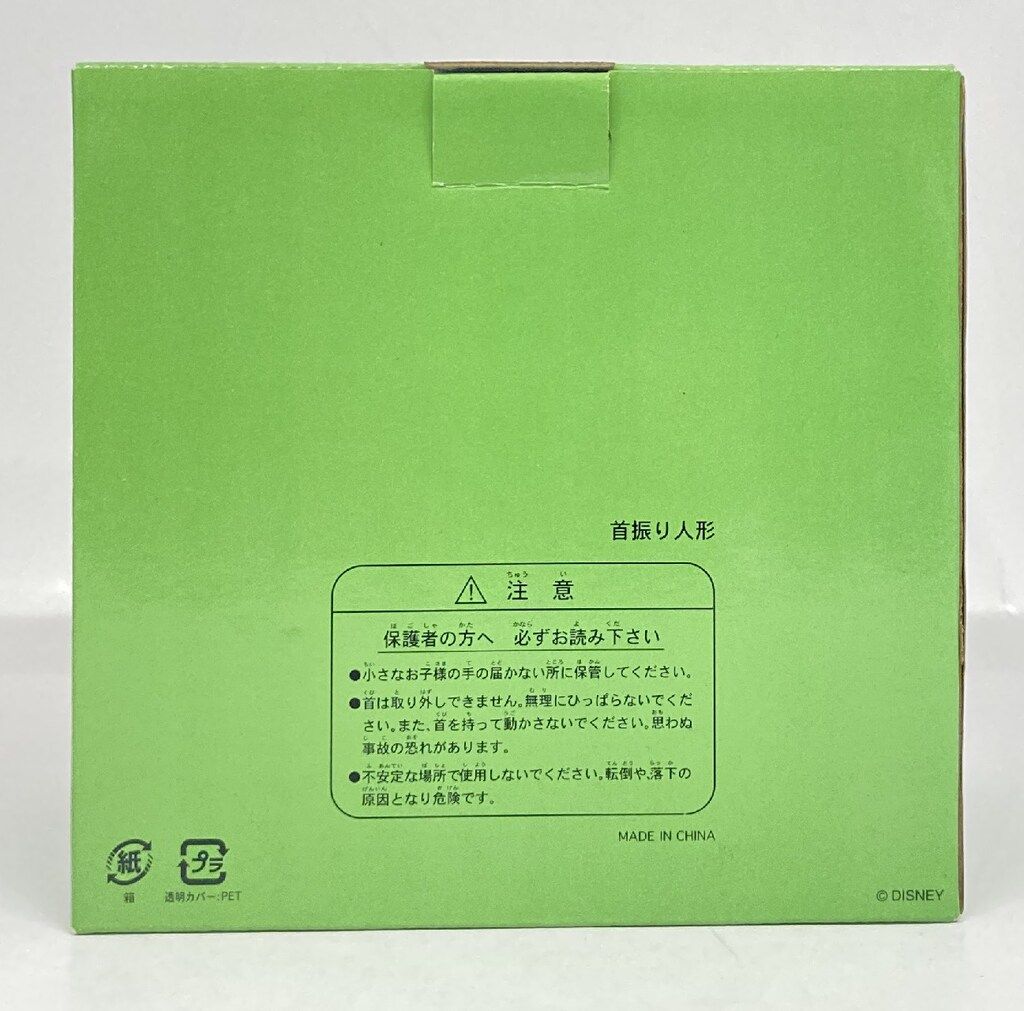 首振り人形
注意
保護者の方へ 必ずお読み下さい
●小さなお子様の手の届かない所に保管してください。
●首は取り外しできません。無理にひっぱらないでくだ
さい。また、首を持って動かさないでください。思わぬ
事故の恐れがあります。
●不安定な場所で使用しないでください。転倒や、落下の
原因となり危険です。
MADE IN CHINA
紙
箱
プラ
透明カバー:PET
© DISNEY